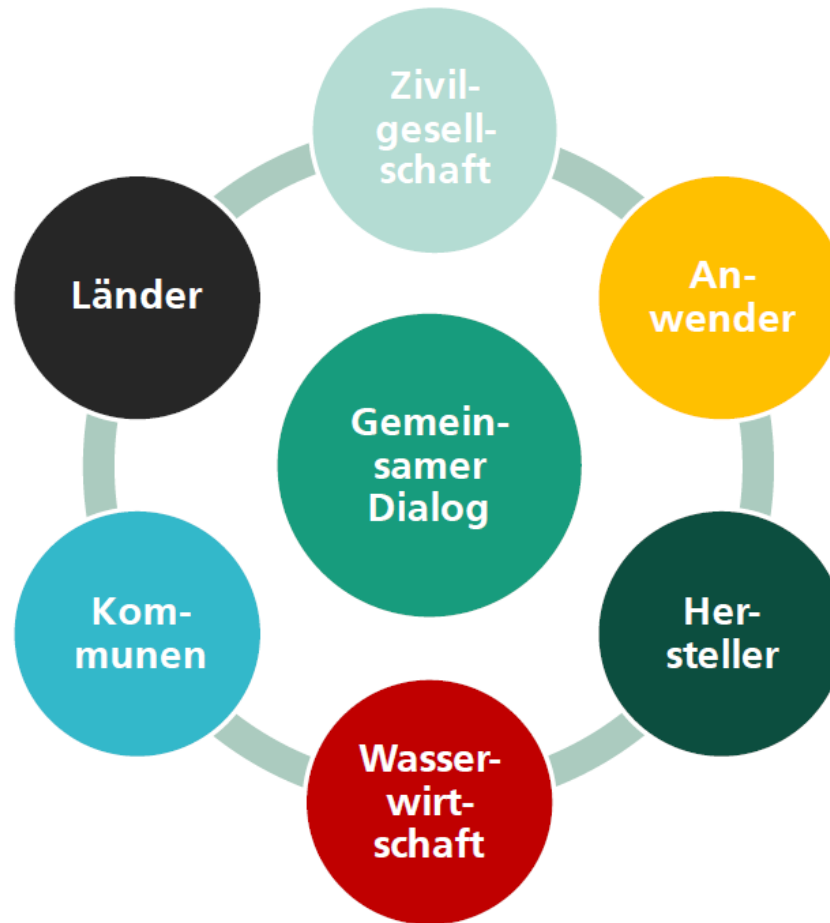 Zivil-
gesell-
schaft
Länder
An-
wender
Gemein-
samer
Dialog
Kom-
munen
Her-
steller
Wasser-
wirt-
schaft